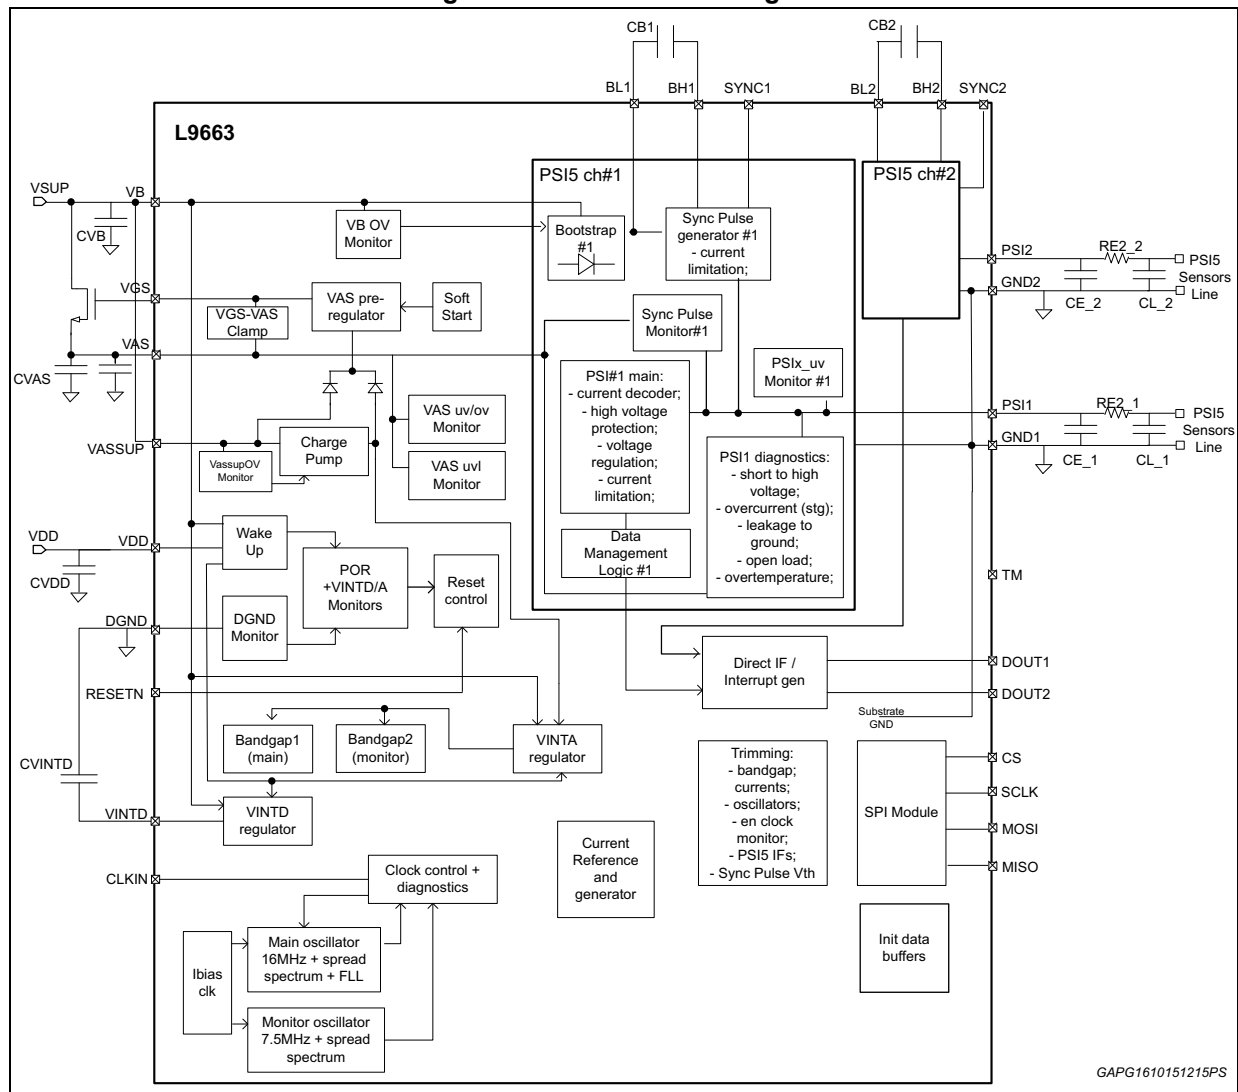 CB1
CB2
BL1
BH1
SYNC1
BL2
BH2
SYNC2
L9663
PSI5 ch#1
PSI5 ch#2
VSUP
VB
CVB
VB OV
Monitor
Bootstrap
#1
Sync Pulse
generator #1
- current
limitation;
PSI2
RE2_2
PSI5
Sensors
Line
GND2
CE_2
CL_2
VGS
VGS-VAS
Clamp
VAS pre-
regulator
Soft
Start
Sync Pulse
Monitor#1
VAS
CVAS
PSI#1 main:
- current decoder;
- high voltage
protection;
- voltage
regulation;
- current
limitation;
PSIx_uv
Monitor #1
PSI1
RE2_1
PSI5
Sensors
Line
GND1
CE_1
CL_1
VAS uv/ov
Monitor
VASSUP
Charge
Pump
VassupOV
Monitor
VAS uvl
Monitor
PSI1 diagnostics:
- short to high
voltage;
- overcurrent (stg);
- leakage to
ground;
- open load;
- overtemperature;
VDD
VDD
CVDD
Wake
Up
POR
+VINTD/A
Monitors
Reset
control
Data
Management
Logic #1
TM
DGND
DGND
Monitor
Direct IF /
Interrupt gen
DOUT1
DOUT2
RESETN
Substrate
GND
Bandgap1
(main)
Bandgap2
(monitor)
VINTA
regulator
Trimming:
- bandgap;
currents;
- oscillators;
- en clock
monitor;
- PSI5 IFs;
- Sync Pulse Vth
SPI Module
CS
SCLK
MOSI
MISO
CVINTD
VINTD
VINTD
regulator
Current
Reference
and
generator
CLKIN
Clock control +
diagnostics
Init data
buffers
Ibias
clk
Main oscillator
16MHz + spread
spectrum + FLL
Monitor oscillator
7.5MHz + spread
spectrum
GAPG1610151215PS